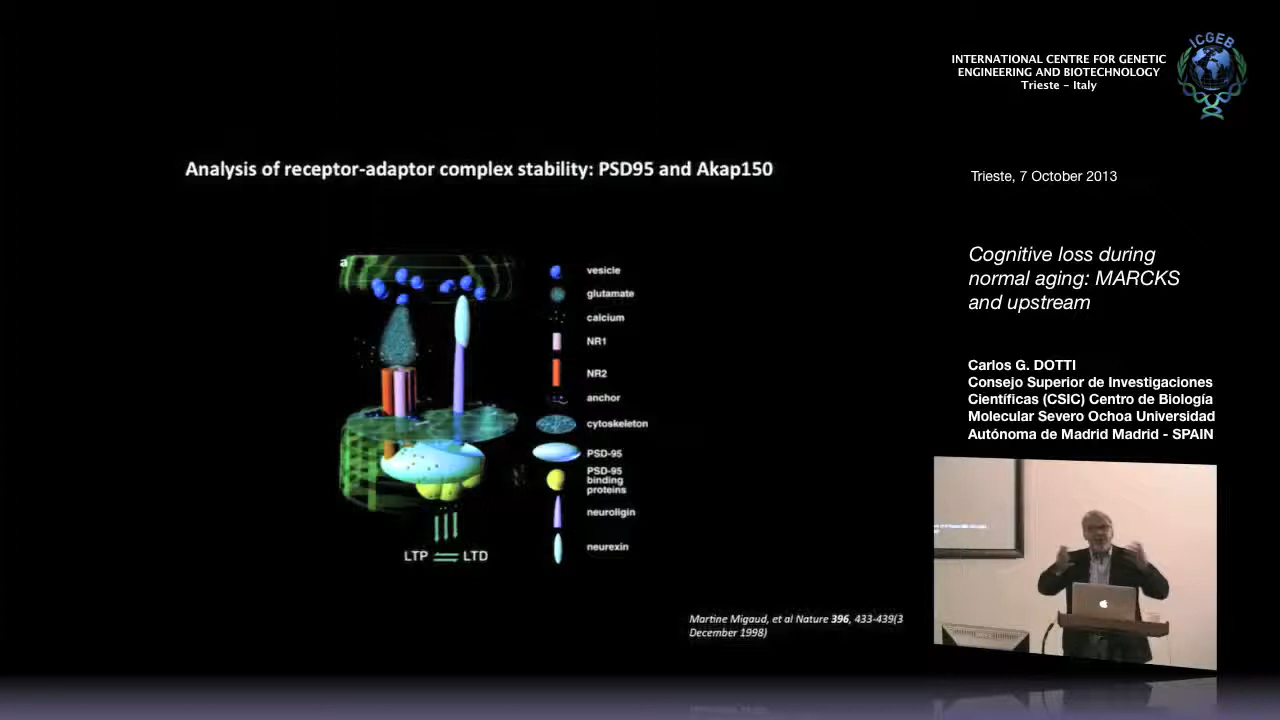 ICGEB
INTERNATIONAL CENTRE FOR GENETIC
ENGINEERING AND BIOTECHNOLOGY
Trieste – Italy
Analysis of receptor-adaptor complex stability: PSD95 and Akap150
Trieste, 7 October 2013
Cognitive loss during
normal aging: MARCKS
and upstream
Carlos G. DOTTI
Consejo Superior de Investigaciones
Científicas (CSIC) Centro de Biología
Molecular Severo Ochoa Universidad
Autónoma de Madrid Madrid - SPAIN
a
vesicle
glutamate
calcium
NR1
NR2
anchor
cytoskeleton
PSD-95
PSD-95
binding
proteins
neuroligin
neurexin
LTP LTD
Martine Migaud, et al Nature 396, 433-439(3
December 1998)